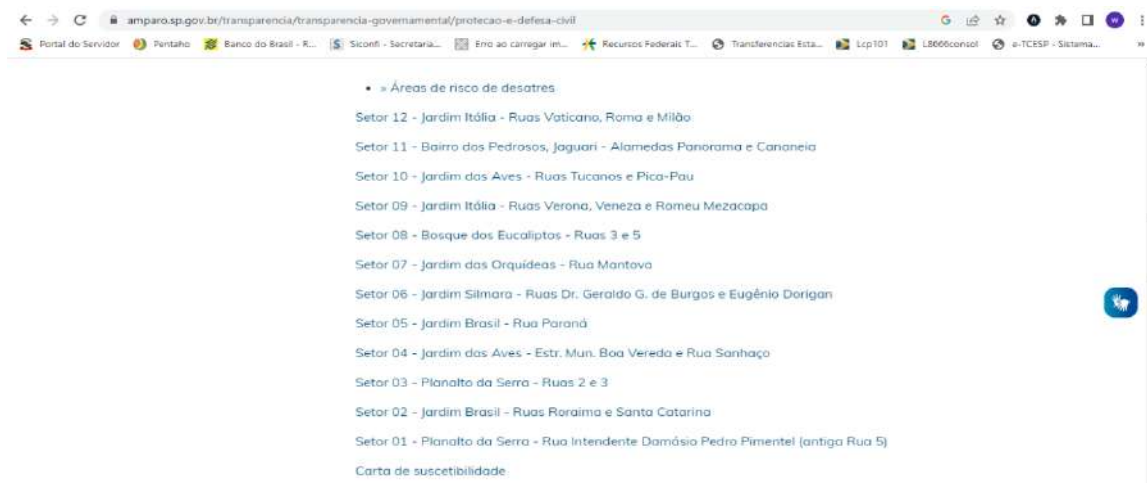 amparo.sp.gov.br/transparencia/transparencia-governamental/protecao-e-defesa-civil
Portal do Servidor Pentaho Banco do Brasil - R... Siconfi - Secretaria... Erro ao carregar im... Recursos Federais T... Transferencias Esta... Lcp101 L8666consol e-TCESP - Sistema... »
• » Áreas de risco de desatres
Setor 12 - Jardim Itália - Ruas Vaticano, Roma e Milão
Setor 11 - Bairro dos Pedrosos, Jaguari - Alamedas Panorama e Cananeia
Setor 10 - Jardim das Aves - Ruas Tucanos e Pica-Pau
Setor 09 - Jardim Itália - Ruas Verona, Veneza e Romeu Mezacapa
Setor 08 - Bosque dos Eucaliptos - Ruas 3 e 5
Setor 07 - Jardim das Orquídeas - Rua Mantova
Setor 06 - Jardim Silmara - Ruas Dr. Geraldo G. de Burgos e Eugênio Dorigan
Setor 05 - Jardim Brasil - Rua Paraná
Setor 04 - Jardim das Aves - Estr. Mun. Boa Vereda e Rua Sanhaço
Setor 03 - Planalto da Serra - Ruas 2 e 3
Setor 02 - Jardim Brasil - Ruas Roraima e Santa Catarina
Setor 01 - Planalto da Serra - Rua Intendente Damásio Pedro Pimentel (antiga Rua 5)
Carta de suscetibilidade